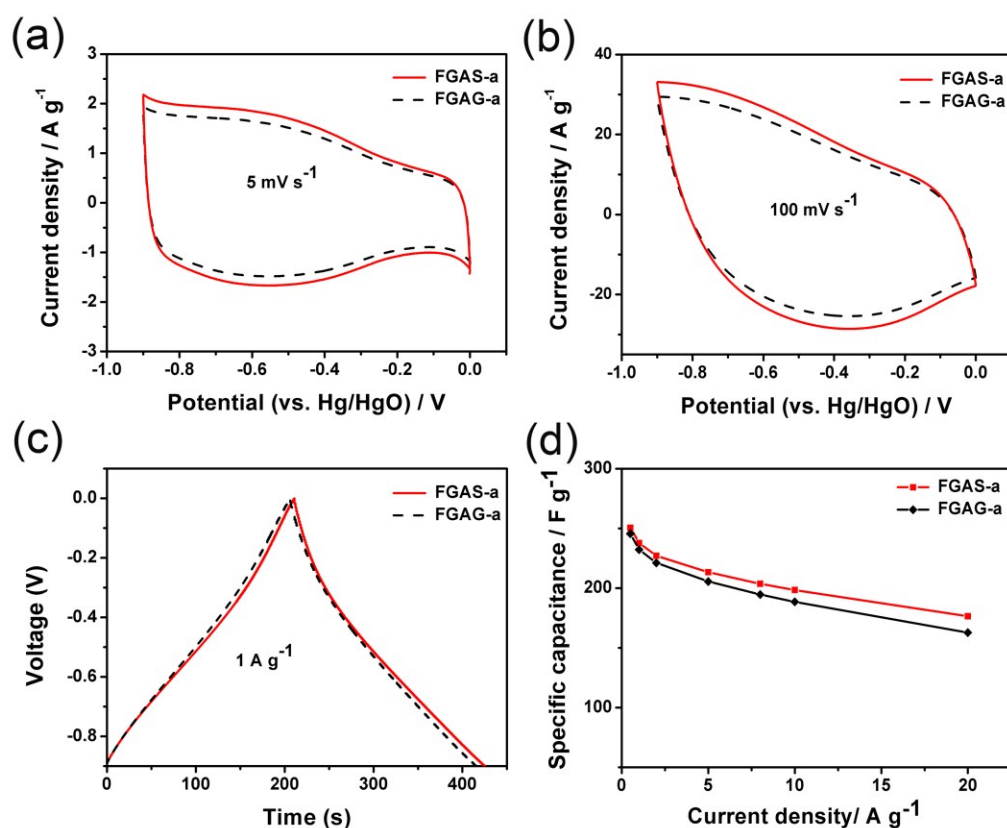 (a)
3
2
1
0
-1
-2
-3
Current density / A g⁻¹
FGAS-a
FGAG-a
5 mV s⁻¹
-1.0 -0.8 -0.6 -0.4 -0.2 0.0
Potential (vs. Hg/HgO) / V
(b)
40
20
0
-20
Current density / A g⁻¹
FGAS-a
FGAG-a
100 mV s⁻¹
-1.0 -0.8 -0.6 -0.4 -0.2 0.0
Potential (vs. Hg/HgO) / V
(c)
0.0
-0.2
-0.4
-0.6
-0.8
Voltage (V)
FGAS-a
FGAG-a
1 A g⁻¹
0 100 200 300 400
Time (s)
(d)
300
250
200
150
100
Specific capacitance / F g⁻¹
FGAS-a
FGAG-a
0 5 10 15 20
Current density/ A g⁻¹